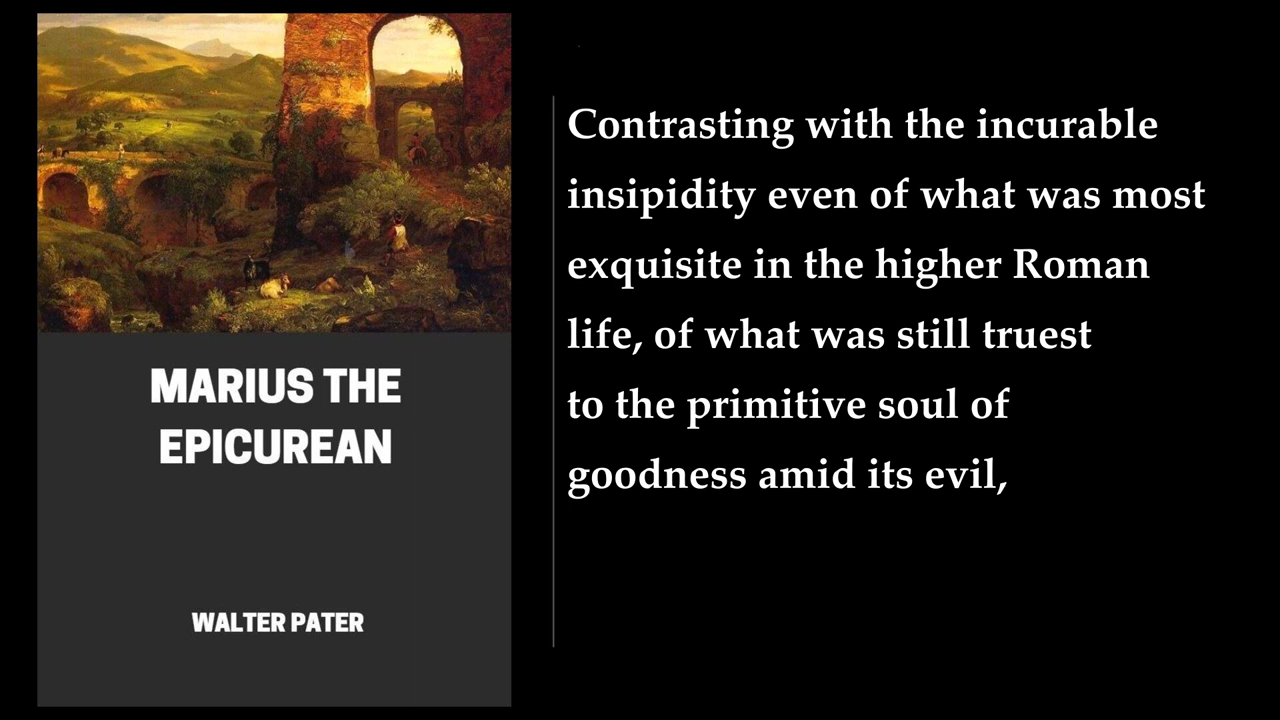 MARIUS THE
EPICUREAN
WALTER PATER
Contrasting with the incurable
insipidity even of what was most
exquisite in the higher Roman
life, of what was still truest
to the primitive soul of
goodness amid its evil,